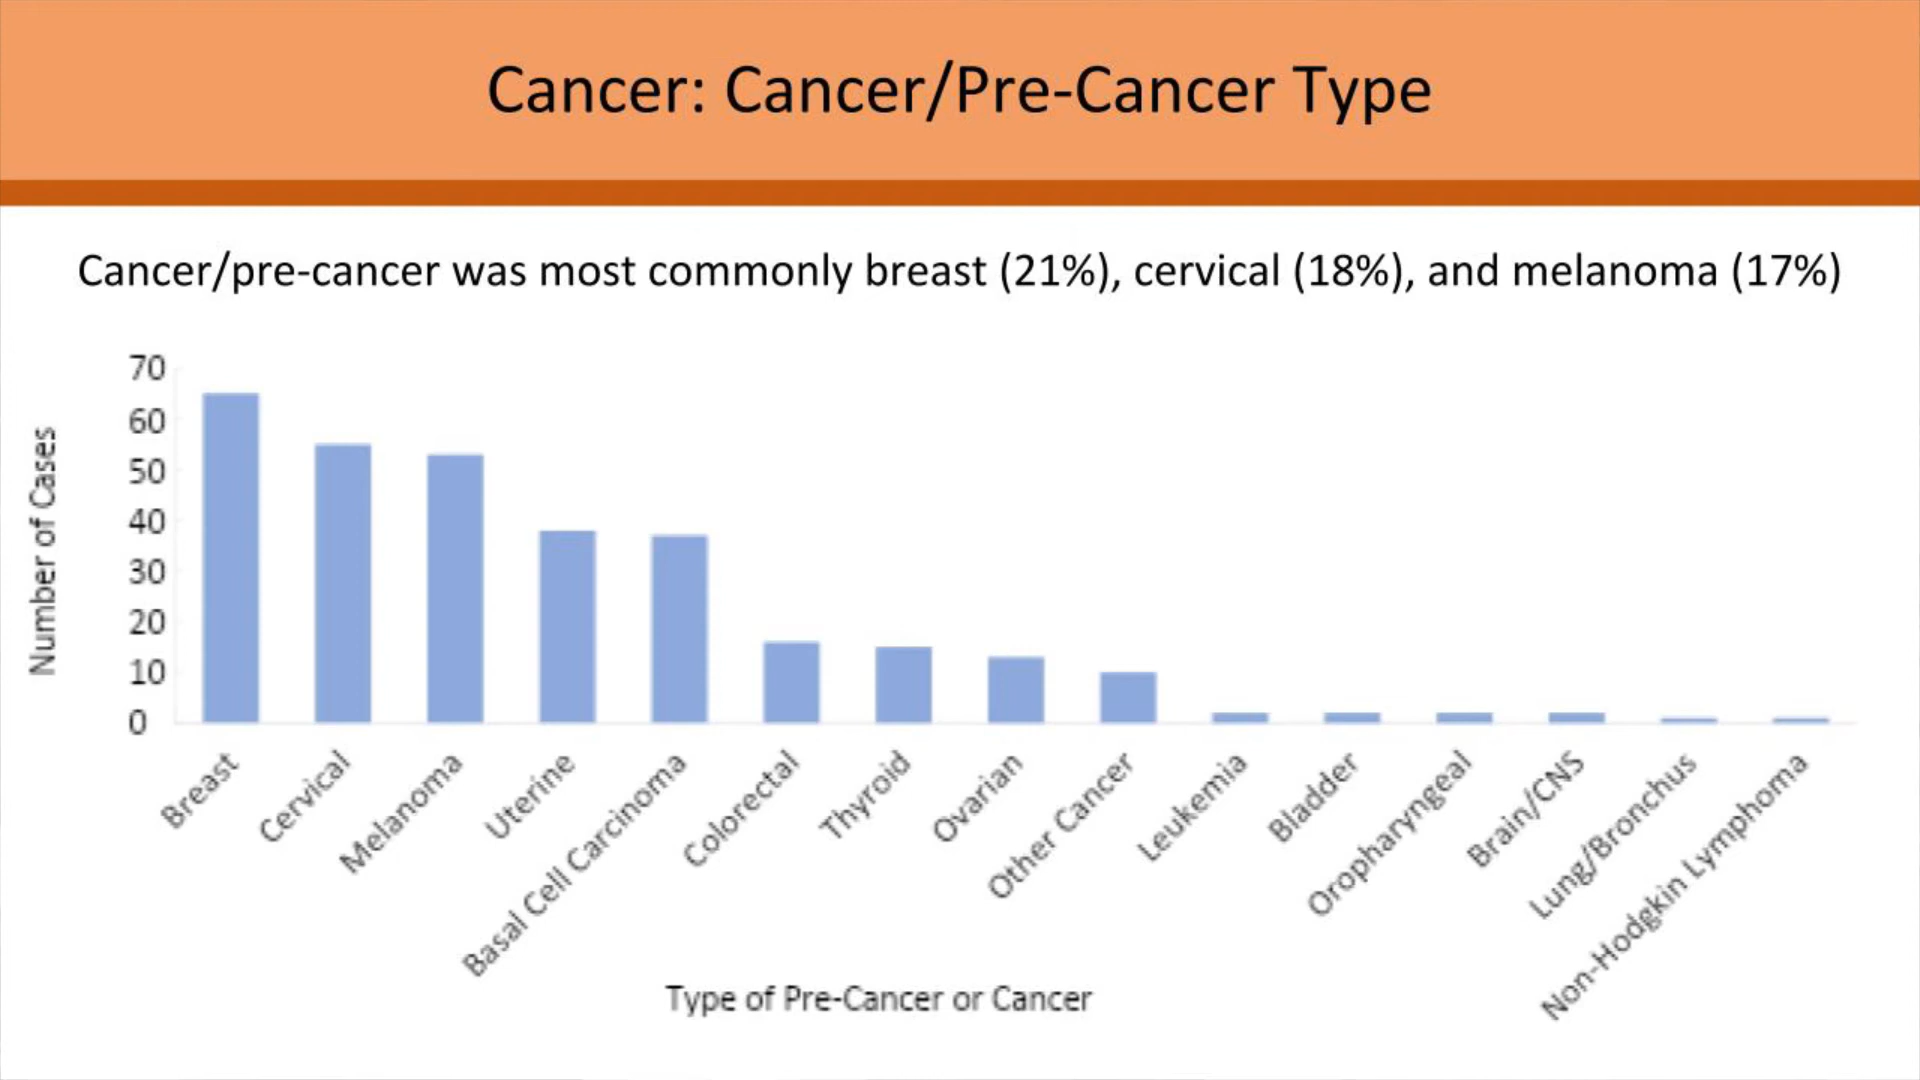 Cancer: Cancer/Pre-Cancer Type
Cancer/pre-cancer was most commonly breast (21%), cervical (18%), and melanoma (17%)
Number of Cases
70
60
50
40
30
20
10
0
Breast
Cervical
Melanoma
Uterine
Basal Cell Carcinoma
Colorectal
Thyroid
Ovarian
Other Cancer
Leukemia
Bladder
Oropharyngeal
Brain/CNS
Lung/Bronchus
Non-Hodgkin Lymphoma
Type of Pre-Cancer or Cancer